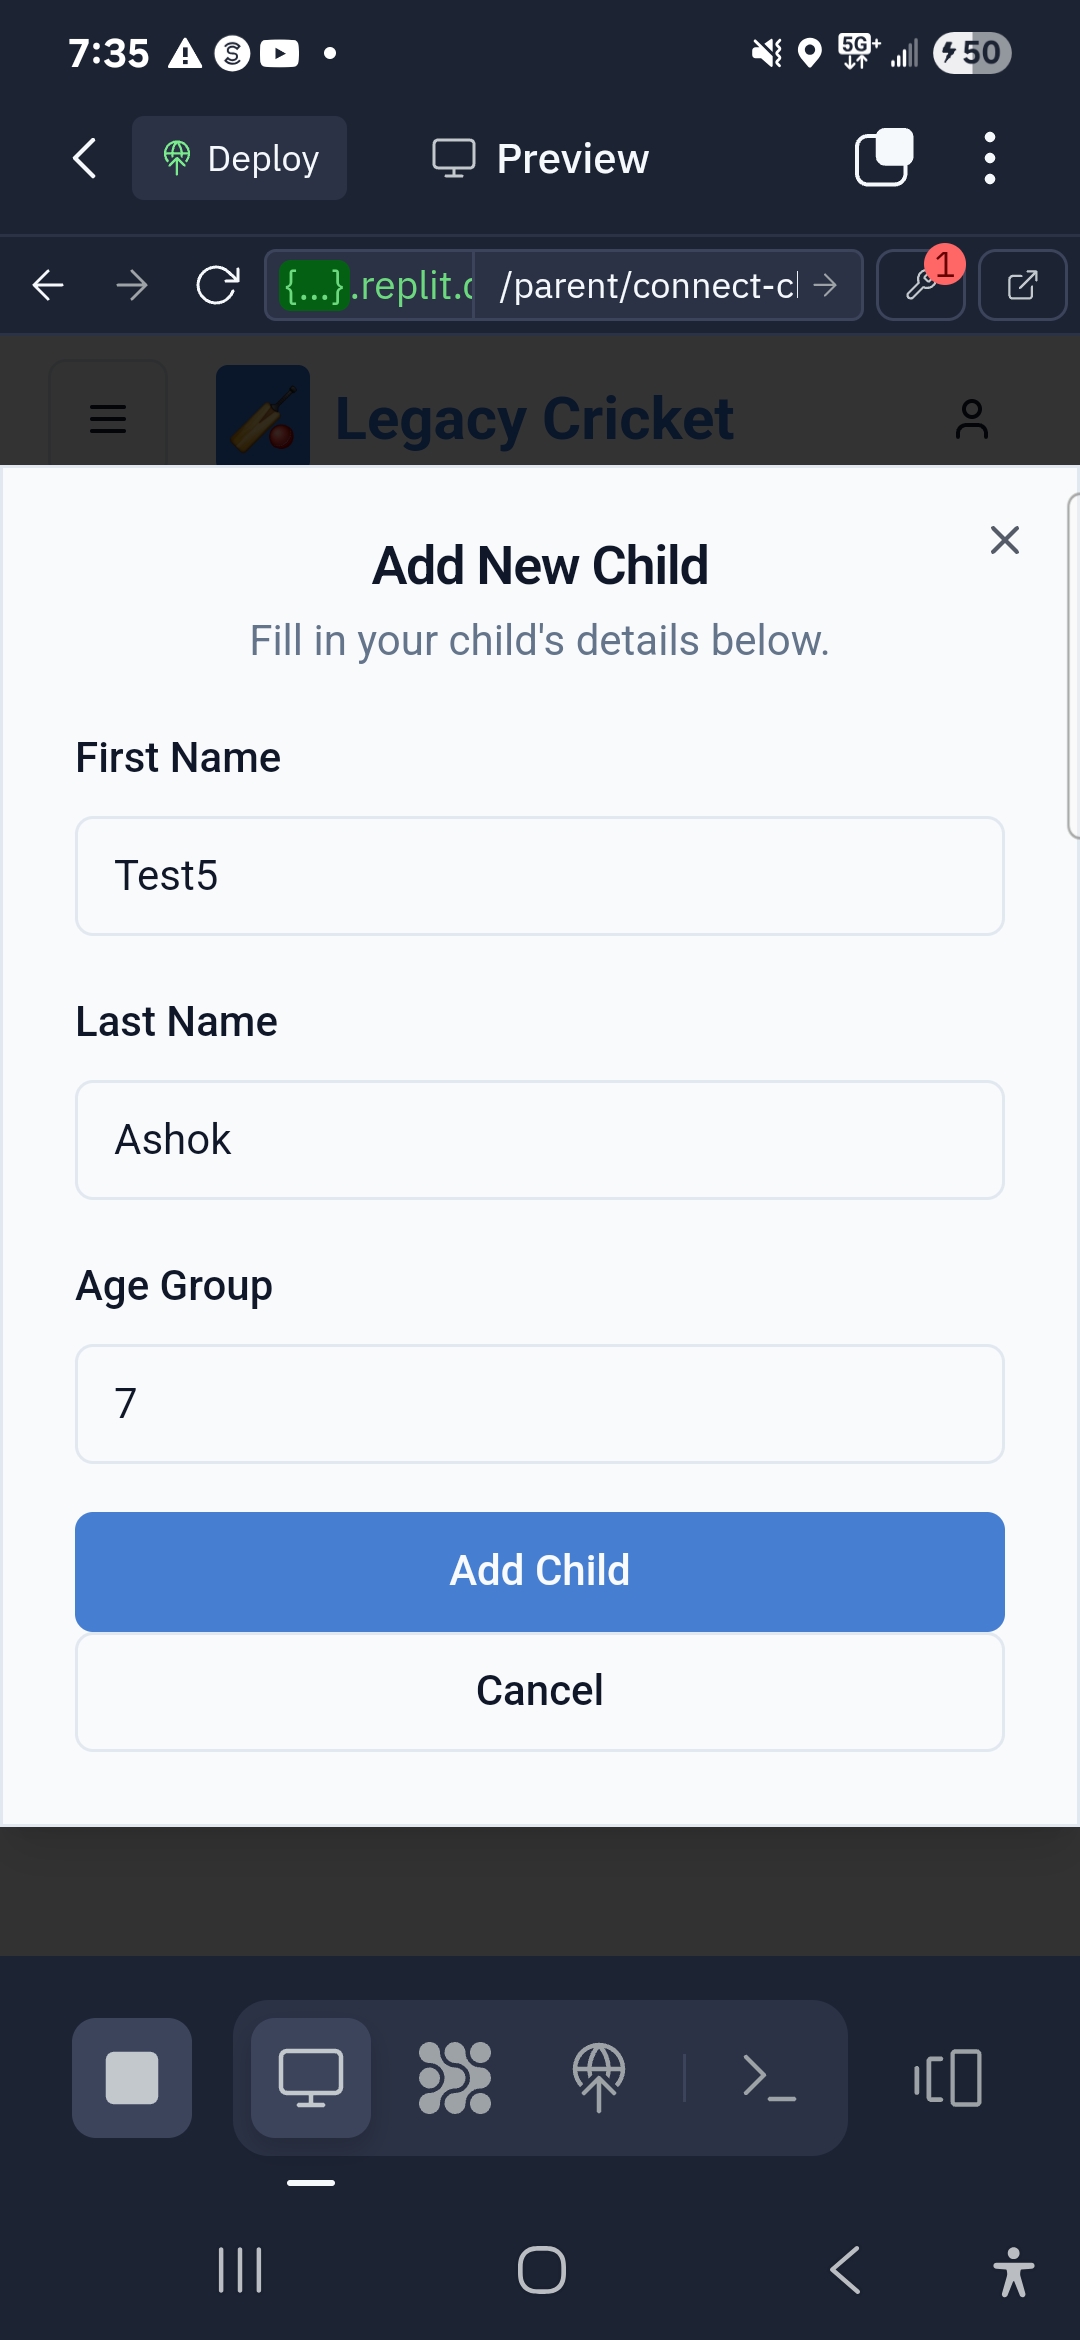 7:35
5G+
50
Deploy
Preview
{...}.replit.c
/parent/connect-cl
1
Legacy Cricket
Add New Child
Fill in your child's details below.
First Name
Test5
Last Name
Ashok
Age Group
7
Add Child
Cancel